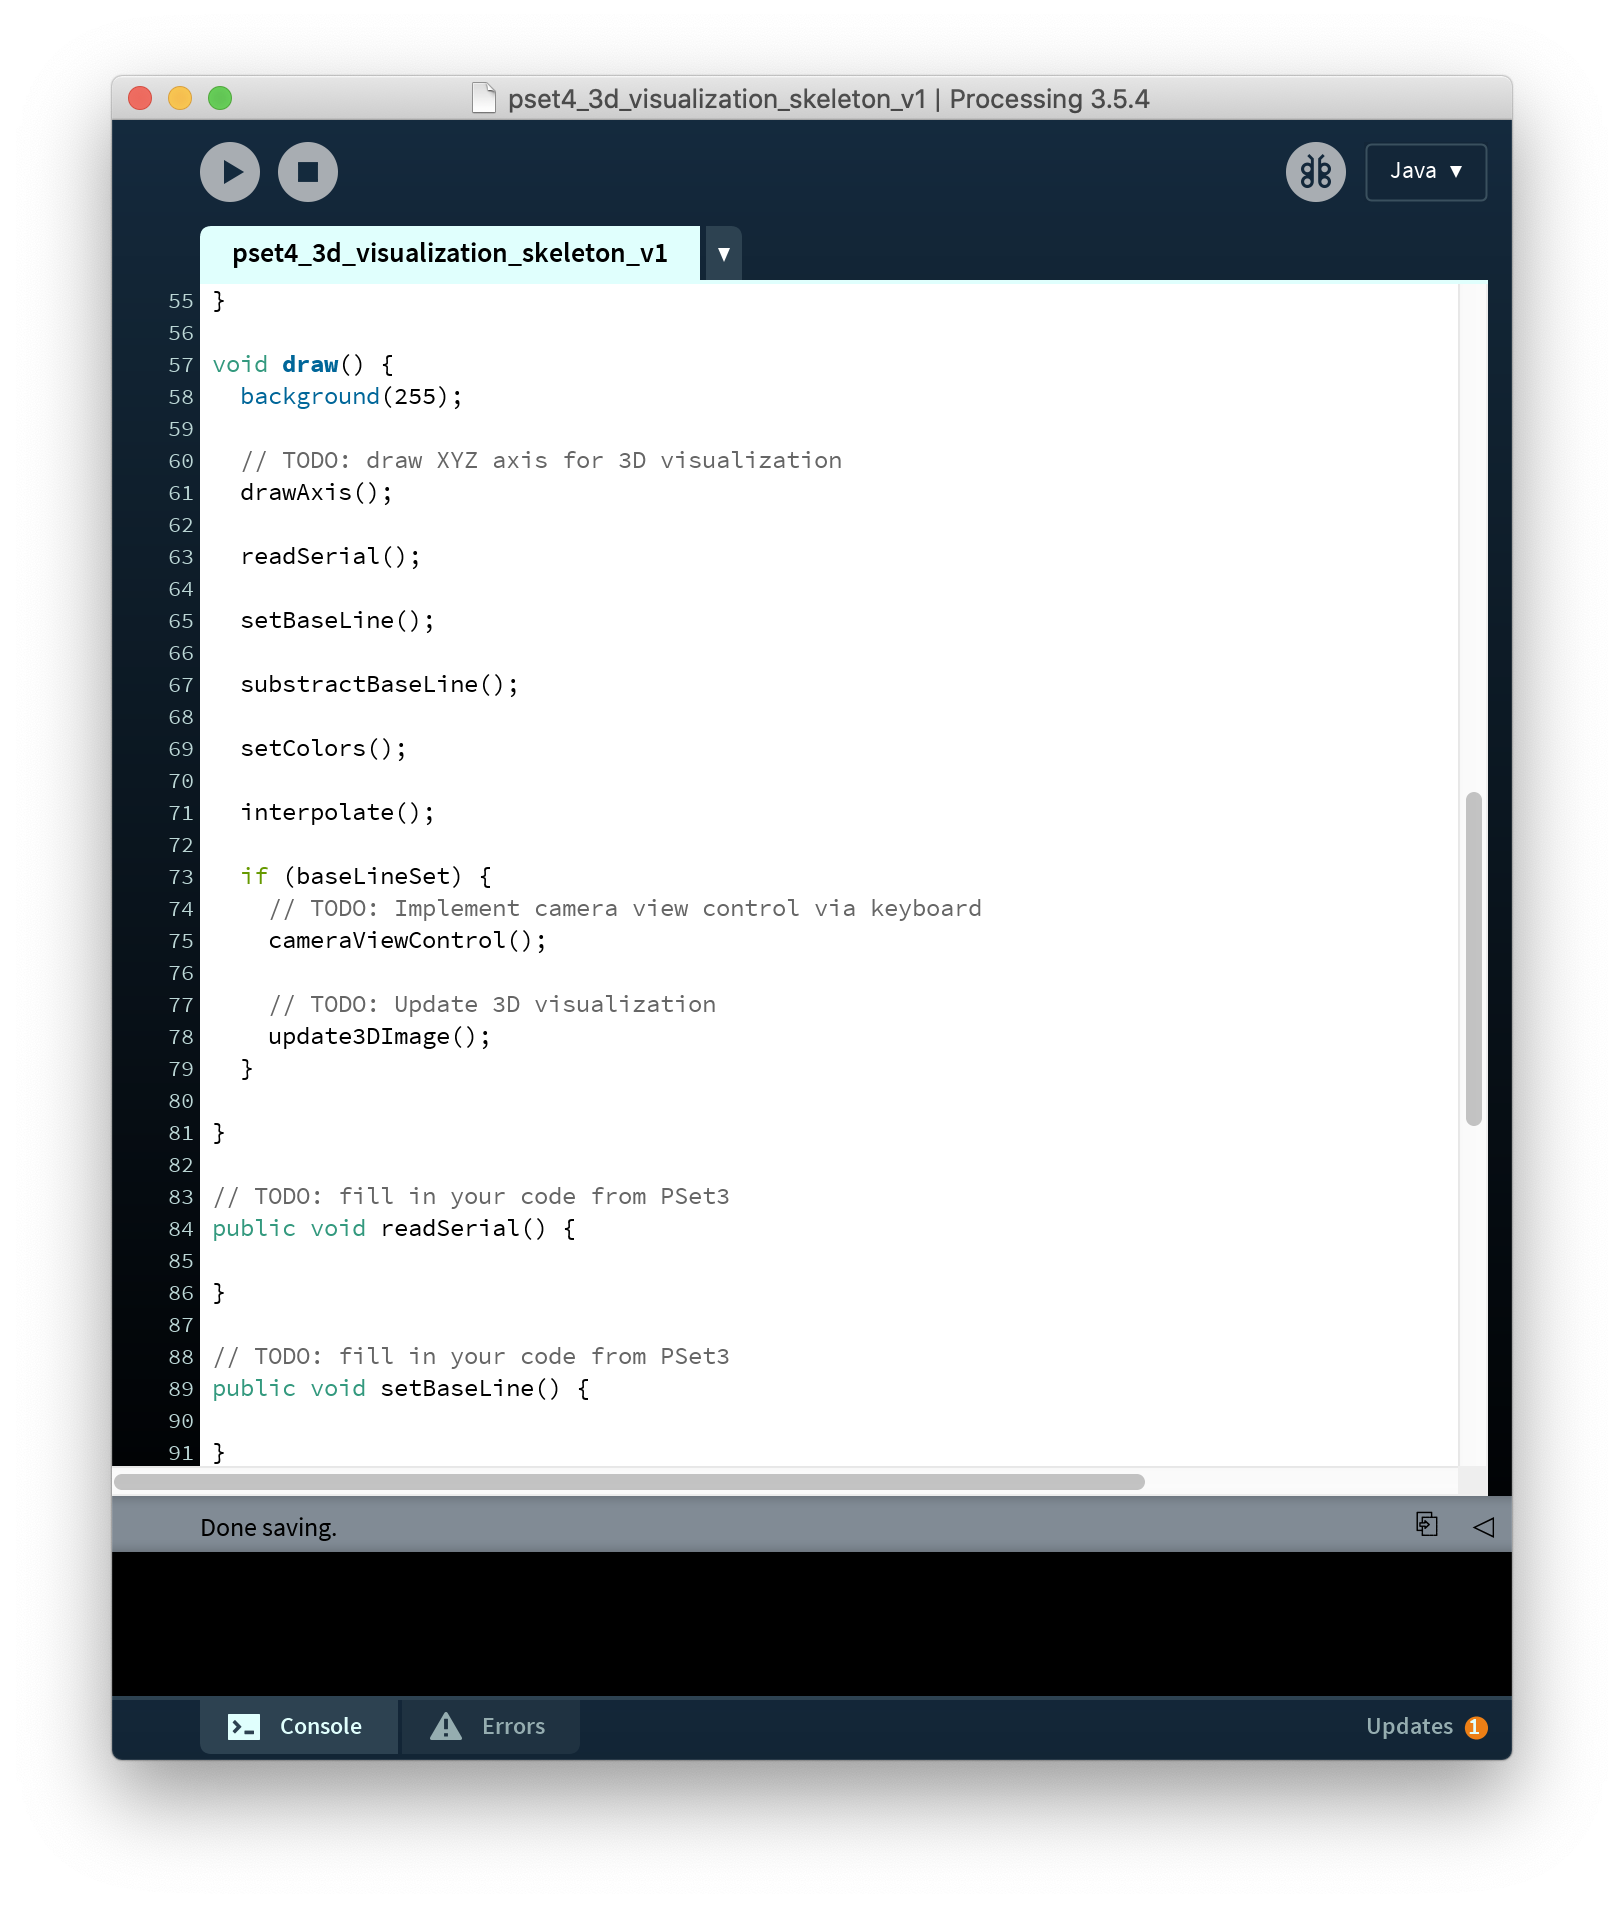 pset4_3d_visualization_skeleton_v1 | Processing 3.5.4
Java ▼
pset4_3d_visualization_skeleton_v1 ▼
55 }
56
57 void draw() {
58   background(255);
59
60   // TODO: draw XYZ axis for 3D visualization
61   drawAxis();
62
63   readSerial();
64
65   setBaseLine();
66
67   substractBaseLine();
68
69   setColors();
70
71   interpolate();
72
73   if (baseLineSet) {
74     // TODO: Implement camera view control via keyboard
75     cameraViewControl();
76
77     // TODO: Update 3D visualization
78     update3DImage();
79   }
80
81 }
82
83 // TODO: fill in your code from PSet3
84 public void readSerial() {
85
86 }
87
88 // TODO: fill in your code from PSet3
89 public void setBaseLine() {
90
91 }
Done saving.
Console Errors Updates 1